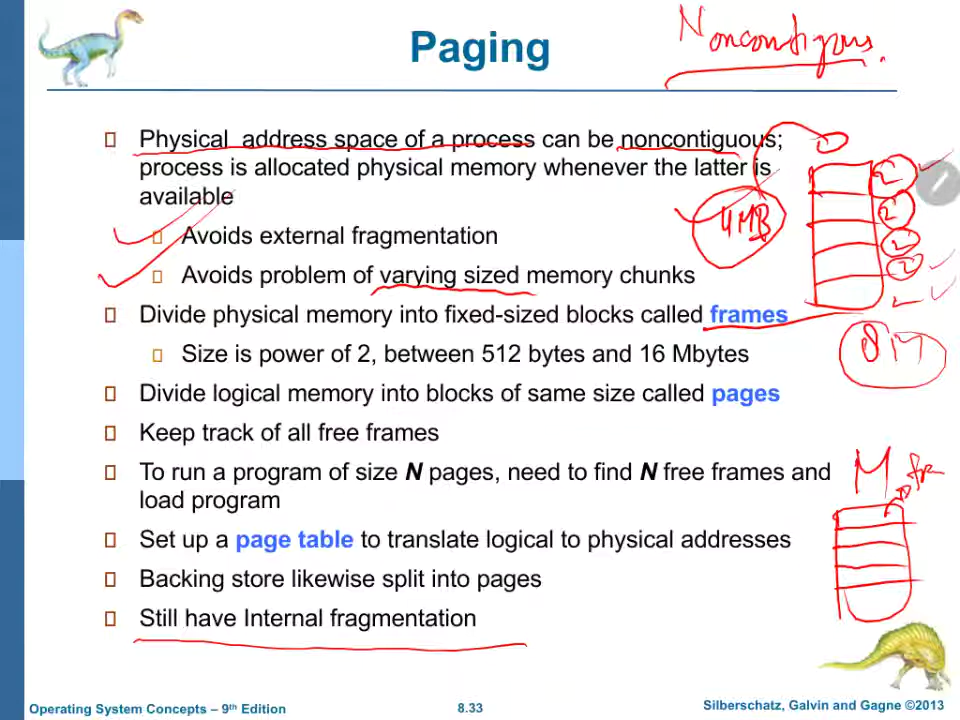 Paging
Noncontiguous.
Physical address space of a process can be noncontiguous;
process is allocated physical memory whenever the latter is
available
Avoids external fragmentation
Avoids problem of varying sized memory chunks
4MB
2
2
2
2
Divide physical memory into fixed-sized blocks called frames
Size is power of 2, between 512 bytes and 16 Mbytes
8M
Divide logical memory into blocks of same size called pages
Keep track of all free frames
To run a program of size N pages, need to find N free frames and
load program
M
Set up a page table to translate logical to physical addresses
Backing store likewise split into pages
Still have Internal fragmentation
Operating System Concepts – 9th Edition
8.33
Silberschatz, Galvin and Gagne ©2013